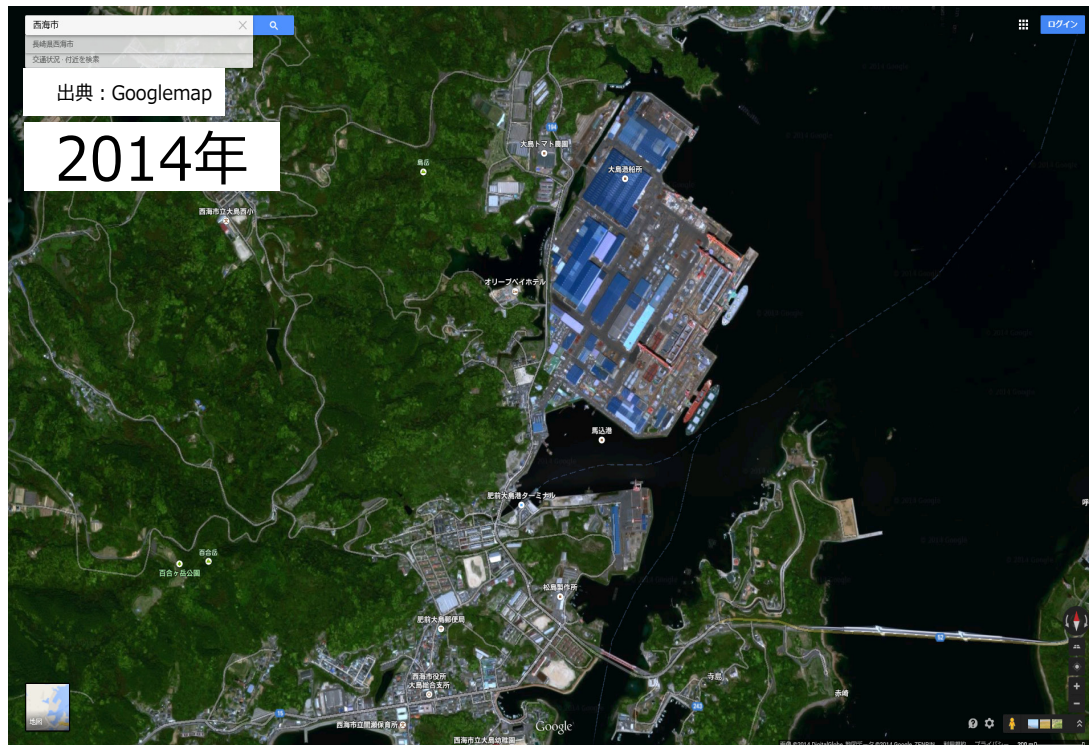 西海市
ログイン
長崎県西海市
交通状況・付近を検索
出典：Googlemap
2014年
194
大島トマト農園
大島造船所
鳥岳
西海市立大島西小
オリーブベイホテル
馬込港
肥前大島港ターミナル
百合岳
百合ヶ岳公園
松島製作所
肥前大島郵便局
52
西海市役所
大島総合支所
寺島
赤崎
243
西海市立間瀬保育所
西海市立大島幼稚園
Google
地図